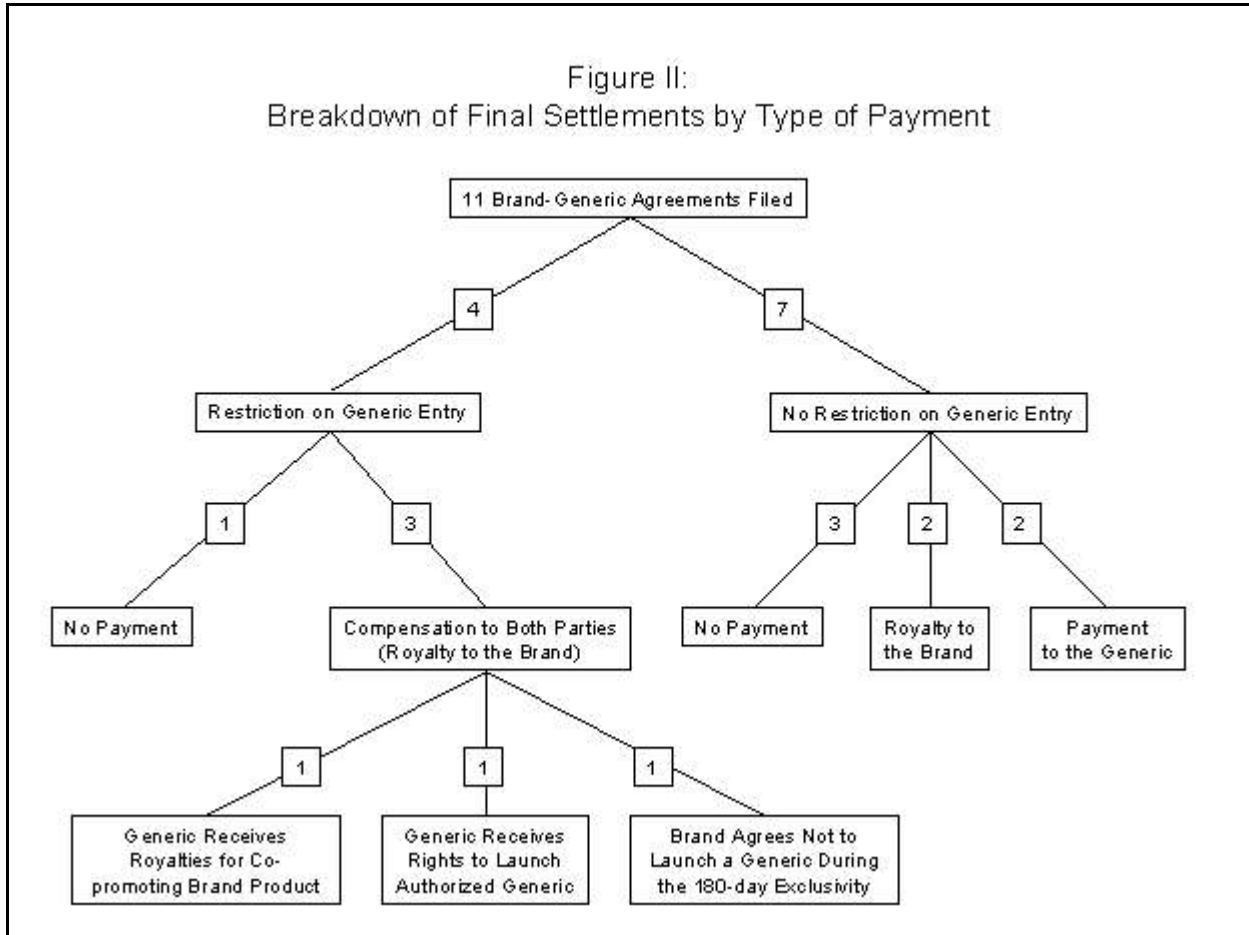 Figure II:
Breakdown of Final Settlements by Type of Payment
11 Brand-Generic Agreements Filed
4
7
Restriction on Generic Entry
No Restriction on Generic Entry
1
3
3
2
2
No Payment
Compensation to Both Parties
(Royalty to the Brand)
No Payment
Royalty to
the Brand
Payment
to the Generic
1
1
1
Generic Receives
Royalties for Co-
promoting Brand Product
Generic Receives
Rights to Launch
Authorized Generic
Brand Agrees Not to
Launch a Generic During
the 180-day Exclusivity